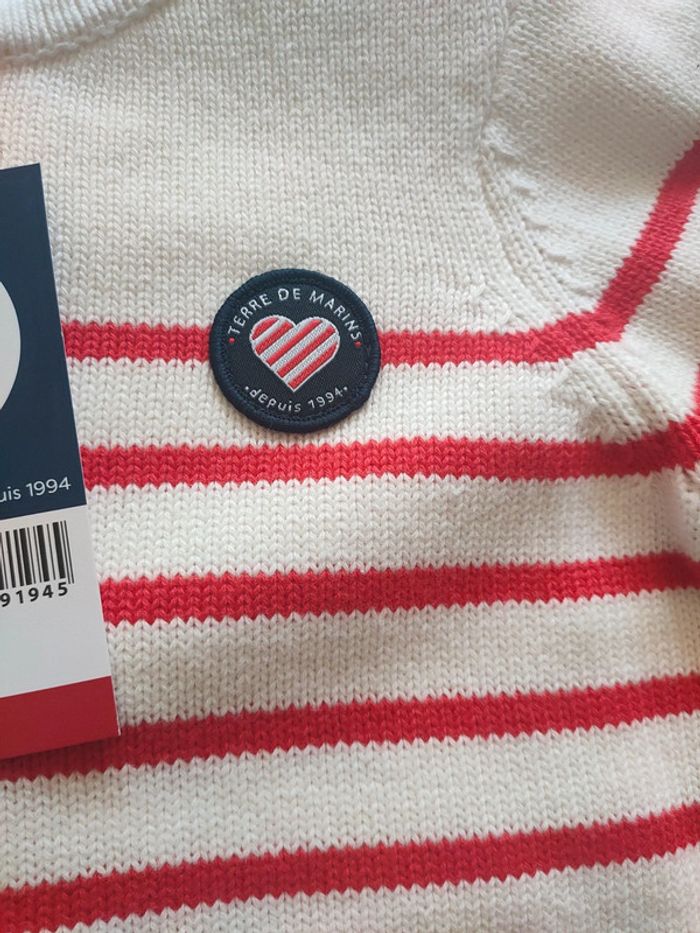 TERRE DE MARINS
depuis 1994
uis 1994
91945